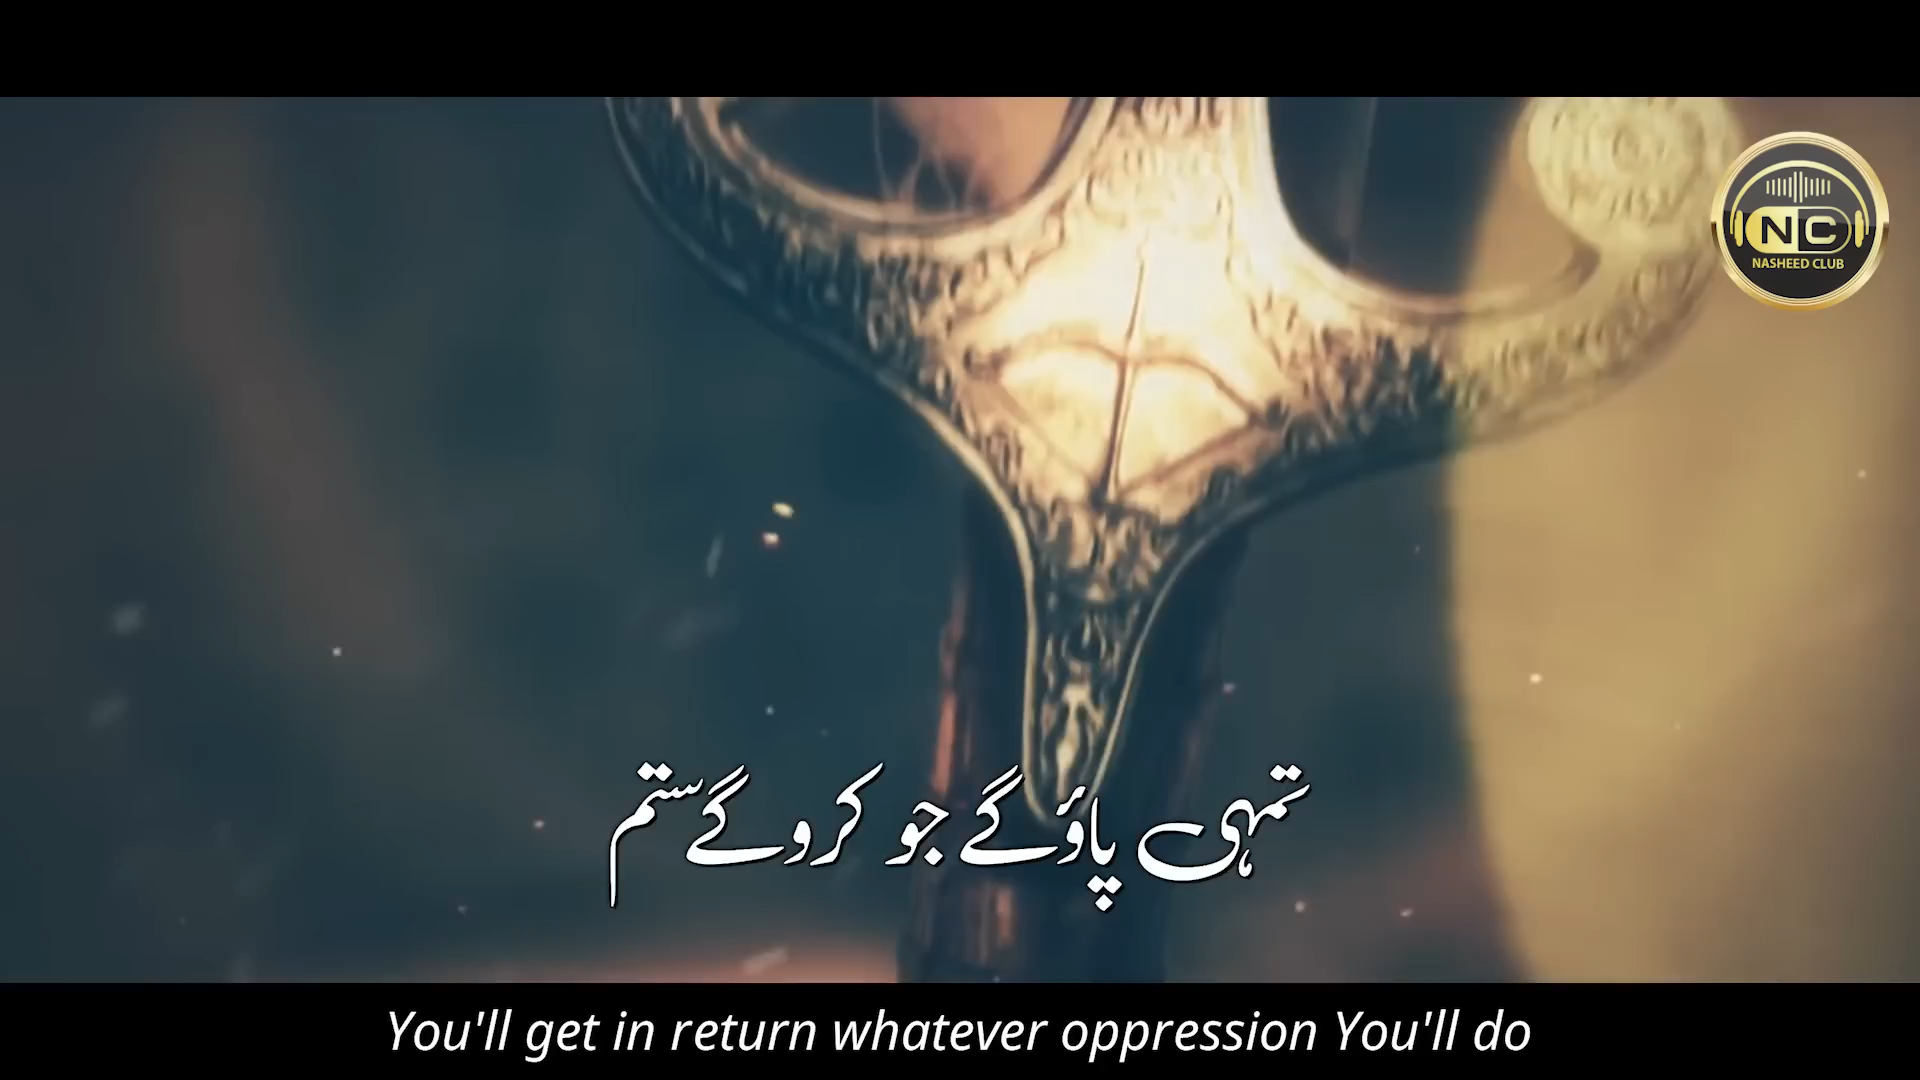 NC
NASHEED CLUB
تمہی پاؤ گے جو کرو گے ستم
You'll get in return whatever oppression You'll do